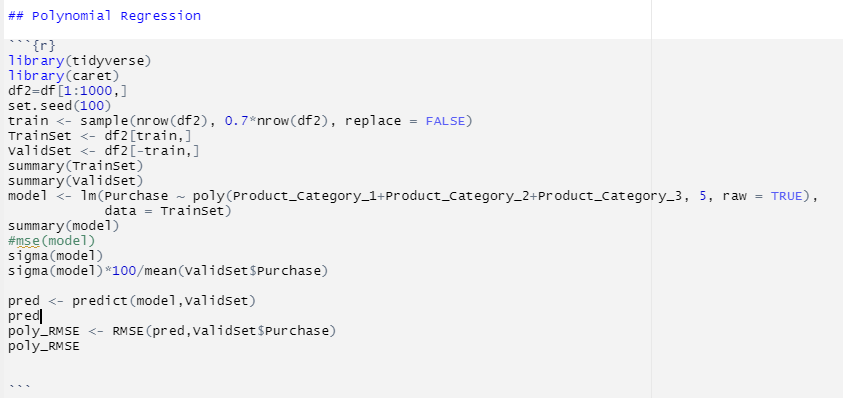 ## Polynomial Regression
```{r}
library(tidyverse)
library(caret)
df2=df[1:1000,]
set.seed(100)
train <- sample(nrow(df2), 0.7*nrow(df2), replace = FALSE)
TrainSet <- df2[train,]
ValidSet <- df2[-train,]
summary(TrainSet)
summary(ValidSet)
model <- lm(Purchase ~ poly(Product_Category_1+Product_Category_2+Product_Category_3, 5, raw = TRUE),
data = TrainSet)
summary(model)
#mse(model)
sigma(model)
sigma(model)*100/mean(ValidSet$Purchase)
pred <- predict(model,ValidSet)
pred
poly_RMSE <- RMSE(pred,ValidSet$Purchase)
poly_RMSE
```